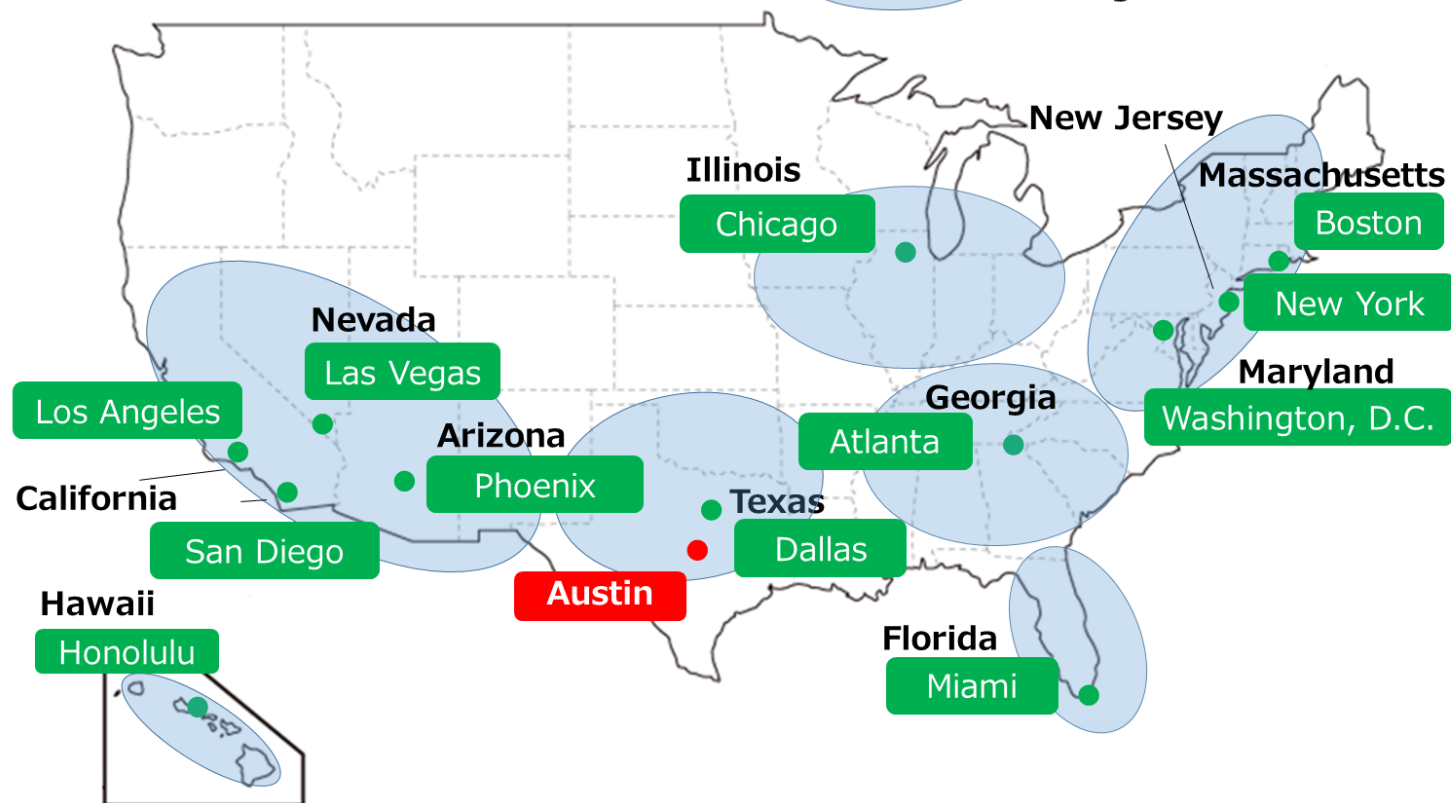 New Jersey
Illinois
Chicago
Massachusetts
Boston
New York
Maryland
Washington, D.C.
Nevada
Las Vegas
Los Angeles
Arizona
Phoenix
California
San Diego
Georgia
Atlanta
Texas
Dallas
Austin
Hawaii
Honolulu
Florida
Miami